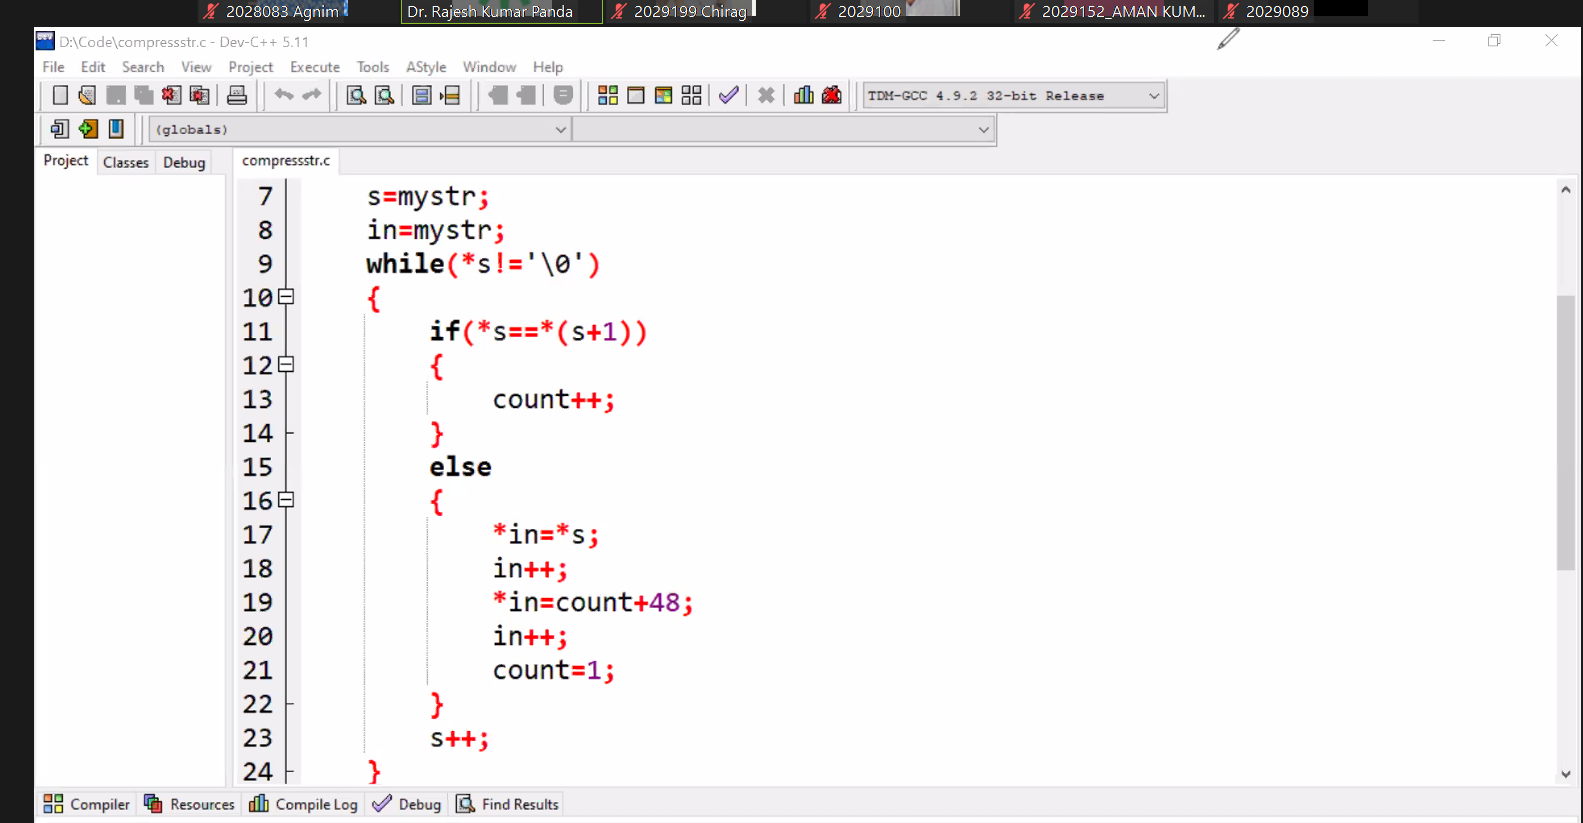 2028083 Agnim
Dr. Rajesh Kumar Panda
2029199 Chirag
2029100
2029152_AMAN KUM...
2029089
D:\Code\compressstr.c - Dev-C++ 5.11
File Edit Search View Project Execute Tools AStyle Window Help
TDM-GCC 4.9.2 32-bit Release
(globals)
Project Classes Debug
compressstr.c
7 s=mystr;
8 in=mystr;
9 while(*s!='\0')
10 {
11 if(*s==*(s+1))
12 {
13 count++;
14 }
15 else
16 {
17 *in=*s;
18 in++;
19 *in=count+48;
20 in++;
21 count=1;
22 }
23 s++;
24 }
Compiler Resources Compile Log Debug Find Results